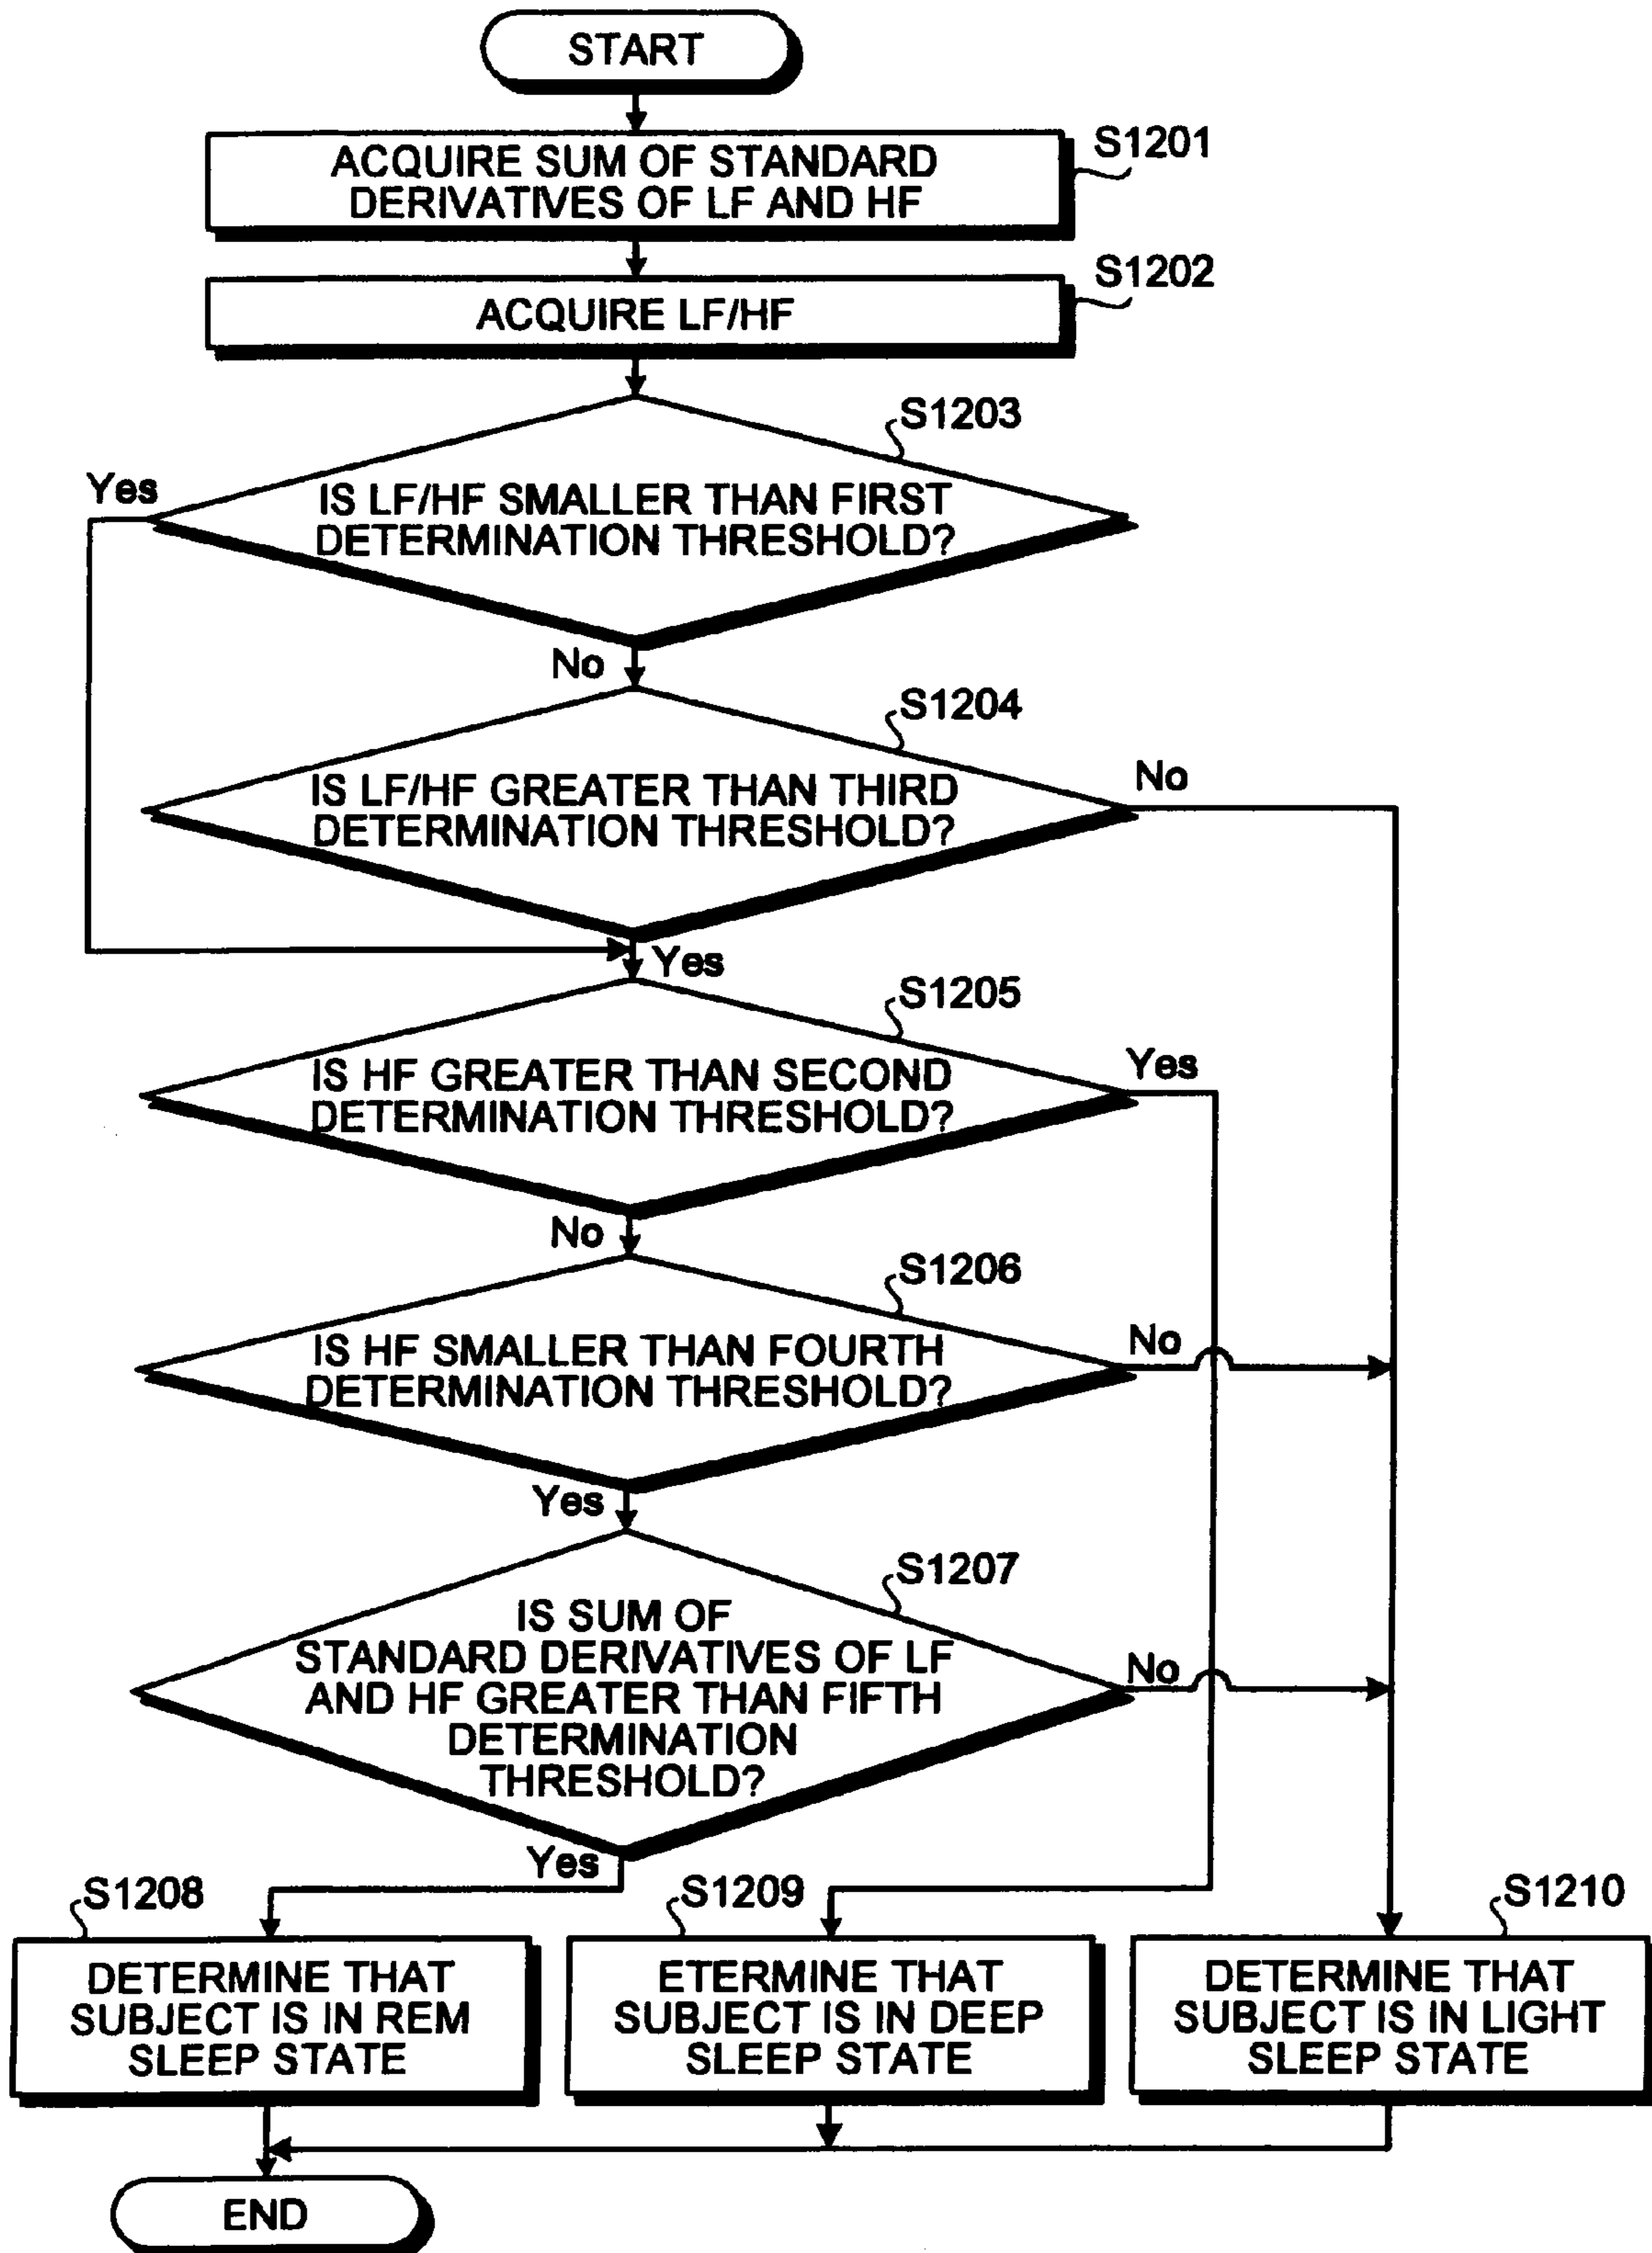 START
S1201
ACQUIRE SUM OF STANDARD
DERIVATIVES OF LF AND HF
S1202
ACQUIRE LF/HF
S1203
Yes
IS LF/HF SMALLER THAN FIRST
DETERMINATION THRESHOLD?
No
S1204
No
IS LF/HF GREATER THAN THIRD
DETERMINATION THRESHOLD?
Yes
S1205
Yes
IS HF GREATER THAN SECOND
DETERMINATION THRESHOLD?
No
S1206
No
IS HF SMALLER THAN FOURTH
DETERMINATION THRESHOLD?
Yes
S1207
IS SUM OF
STANDARD DERIVATIVES OF LF
AND HF GREATER THAN FIFTH
DETERMINATION
THRESHOLD?
No
Yes
S1208
DETERMINE THAT
SUBJECT IS IN REM
SLEEP STATE
S1209
ETERMINE THAT
SUBJECT IS IN DEEP
SLEEP STATE
S1210
DETERMINE THAT
SUBJECT IS IN LIGHT
SLEEP STATE
END